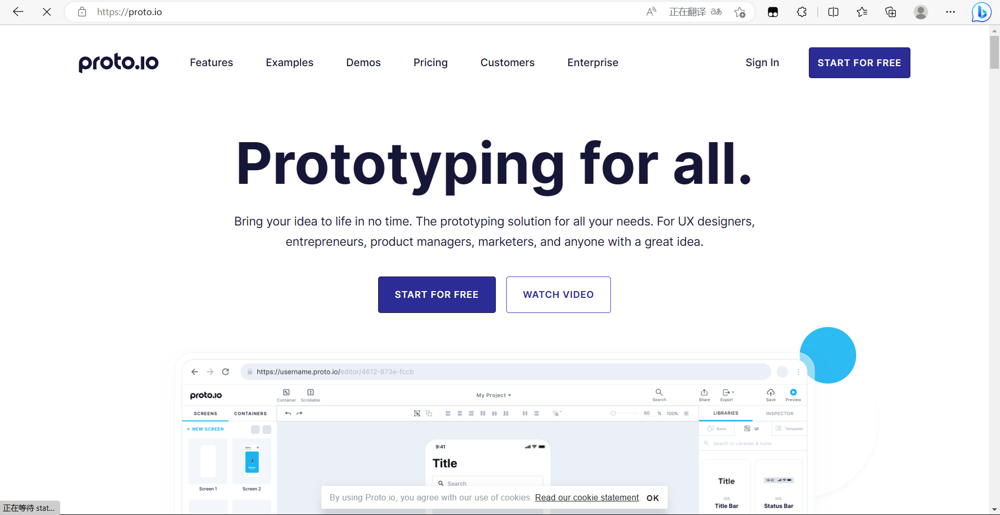 https://proto.io
正在翻译
proto.io
Features
Examples
Demos
Pricing
Customers
Enterprise
Sign In
START FOR FREE
Prototyping for all.
Bring your idea to life in no time. The prototyping solution for all your needs. For UX designers,
entrepreneurs, product managers, marketers, and anyone with a great idea.
START FOR FREE
WATCH VIDEO
https://username.proto.io/editor/4612-873e-fccb
proto.io
Container
Scrollable
My Project
Search
Share
Export
Save
Preview
SCREENS
CONTAINERS
60 %
100%
LIBRARIES
INSPECTOR
+ NEW SCREEN
Basic
UI
Templates
Search UI Libraries & Icons
9:41
Title
Search
Water
Screen 1
Screen 2
Title
iOS
Title Bar
16:22
iOS
Status Bar
By using Proto.io, you agree with our use of cookies. Read our cookie statement. OK
正在等待 stat...